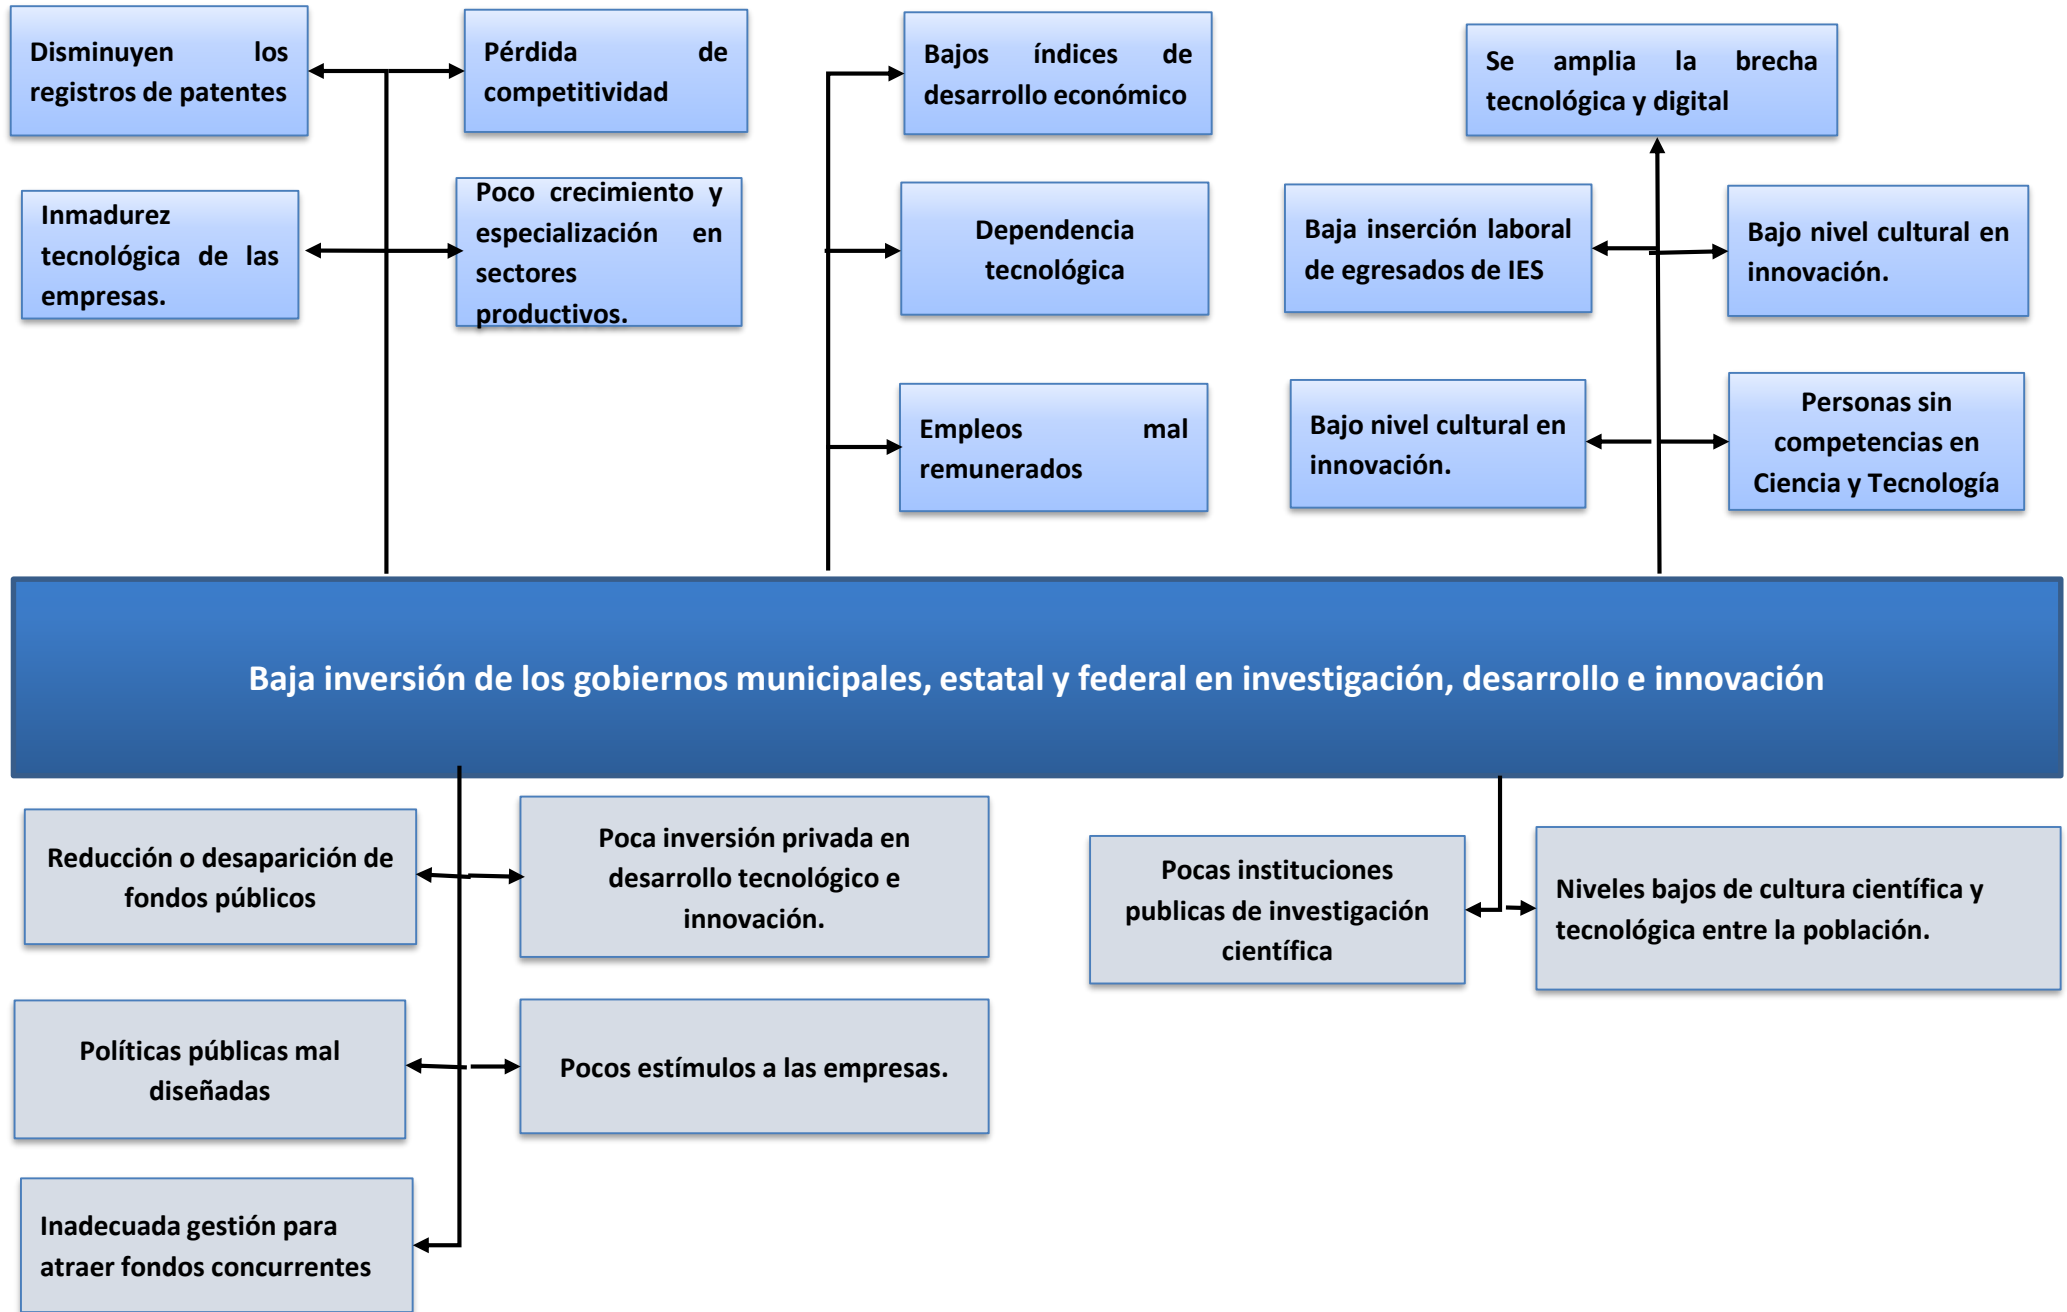 Disminuyen los
registros de patentes
Pérdida de
competitividad
Bajos índices de
desarrollo económico
Se amplia la brecha
tecnológica y digital
Inmadurez
tecnológica de las
empresas.
Poco crecimiento y
especialización en
sectores
productivos.
Dependencia
tecnológica
Baja inserción laboral
de egresados de IES
Bajo nivel cultural en
innovación.
Empleos mal
remunerados
Bajo nivel cultural en
innovación.
Personas sin
competencias en
Ciencia y Tecnología
Baja inversión de los gobiernos municipales, estatal y federal en investigación, desarrollo e innovación
Reducción o desaparición de
fondos públicos
Poca inversión privada en
desarrollo tecnológico e
innovación.
Pocas instituciones
publicas de investigación
científica
Niveles bajos de cultura científica y
tecnológica entre la población.
Políticas públicas mal
diseñadas
Pocos estímulos a las empresas.
Inadecuada gestión para
atraer fondos concurrentes